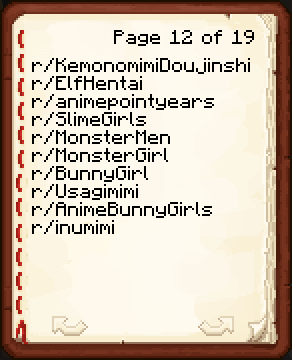 Page 12 of 19
r/KemonomimiDoujinshi
r/ElfHentai
r/animepointyears
r/SlimeGirls
r/MonsterMen
r/MonsterGirl
r/BunnyGirl
r/Usagimimi
r/AnimeBunnyGirls
r/inumimi